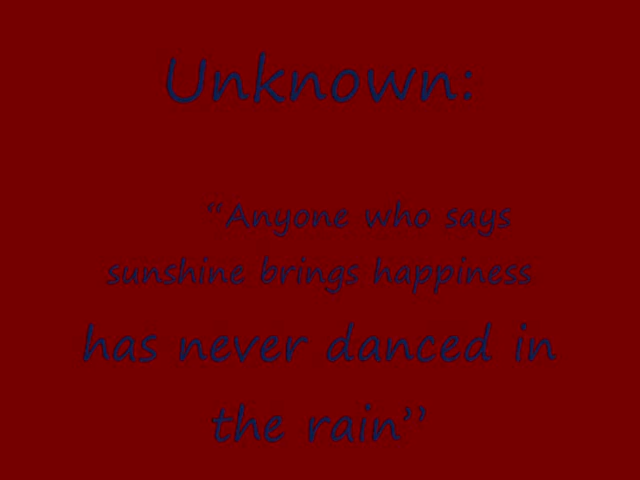 Unknown:
“Anyone who says
sunshine brings happiness
has never danced in
the rain”